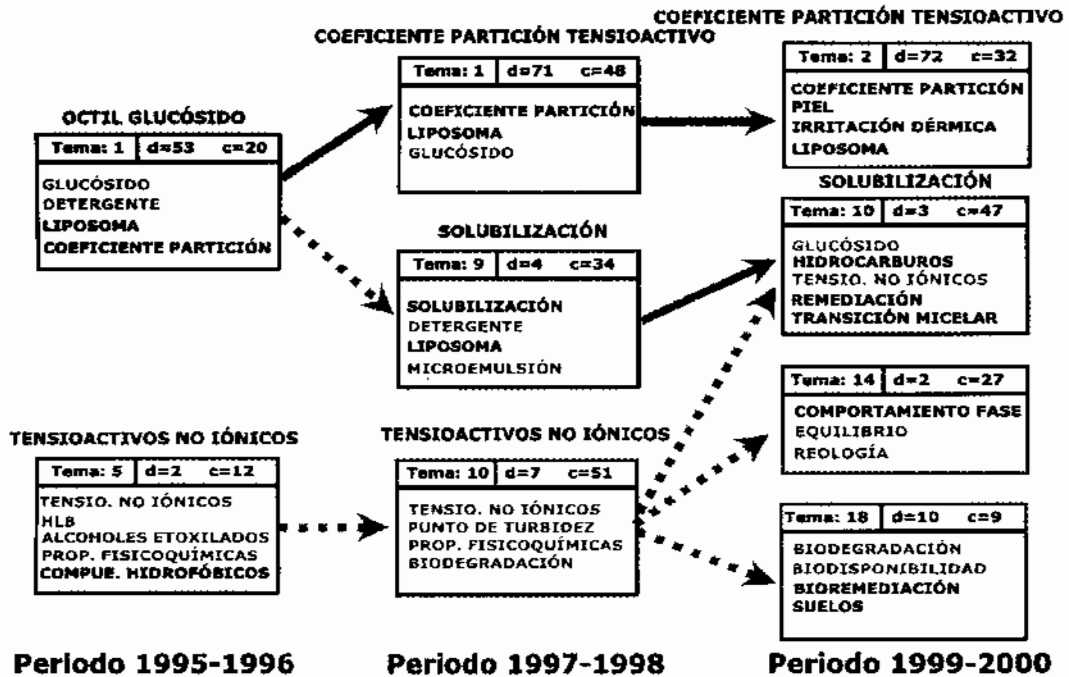 OCTIL GLUCÓSIDO
Tema: 1 d=53 c=20
GLUCÓSIDO
DETERGENTE
LIPOSOMA
COEFICIENTE PARTICIÓN
TENSIOACTIVOS NO IÓNICOS
Tema: 5 d=2 c=12
TENSIO. NO IÓNICOS
HLB
ALCOHOLES ETOXILADOS
PROP. FISICOQUÍMICAS
COMPUE. HIDROFÓBICOS
Periodo 1995-1996
COEFICIENTE PARTICIÓN TENSIOACTIVO
Tema: 1 d=71 c=48
COEFICIENTE PARTICIÓN
LIPOSOMA
GLUCÓSIDO
SOLUBILIZACIÓN
Tema: 9 d=4 c=34
SOLUBILIZACIÓN
DETERGENTE
LIPOSOMA
MICROEMULSIÓN
TENSIOACTIVOS NO IÓNICOS
Tema: 10 d=7 c=51
TENSIO. NO IÓNICOS
PUNTO DE TURBIDEZ
PROP. FISICOQUÍMICAS
BIODEGRADACIÓN
Periodo 1997-1998
COEFICIENTE PARTICIÓN TENSIOACTIVO
Tema: 2 d=72 c=32
COEFICIENTE PARTICIÓN
PIEL
IRRITACIÓN DÉRMICA
LIPOSOMA
SOLUBILIZACIÓN
Tema: 10 d=3 c=47
GLUCÓSIDO
HIDROCARBUROS
TENSIO. NO IÓNICOS
REMEDIACIÓN
TRANSICIÓN MICELAR
Tema: 14 d=2 c=27
COMPORTAMIENTO FASE
EQUILIBRIO
REOLOGÍA
Tema: 18 d=10 c=9
BIODEGRADACIÓN
BIODISPONIBILIDAD
BIOREMEDIACIÓN
SUELOS
Periodo 1999-2000